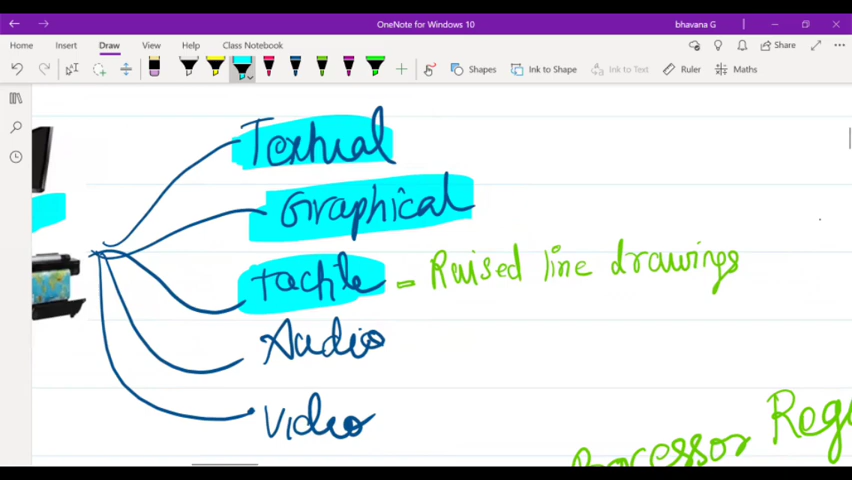 OneNote for Windows 10
bhavana G
Home Insert Draw View Help Class Notebook
Share
Shapes Ink to Shape Ink to Text Ruler Maths
Textual
Graphical
tactile - Raised line drawings
Audio
Video
Processor Reg